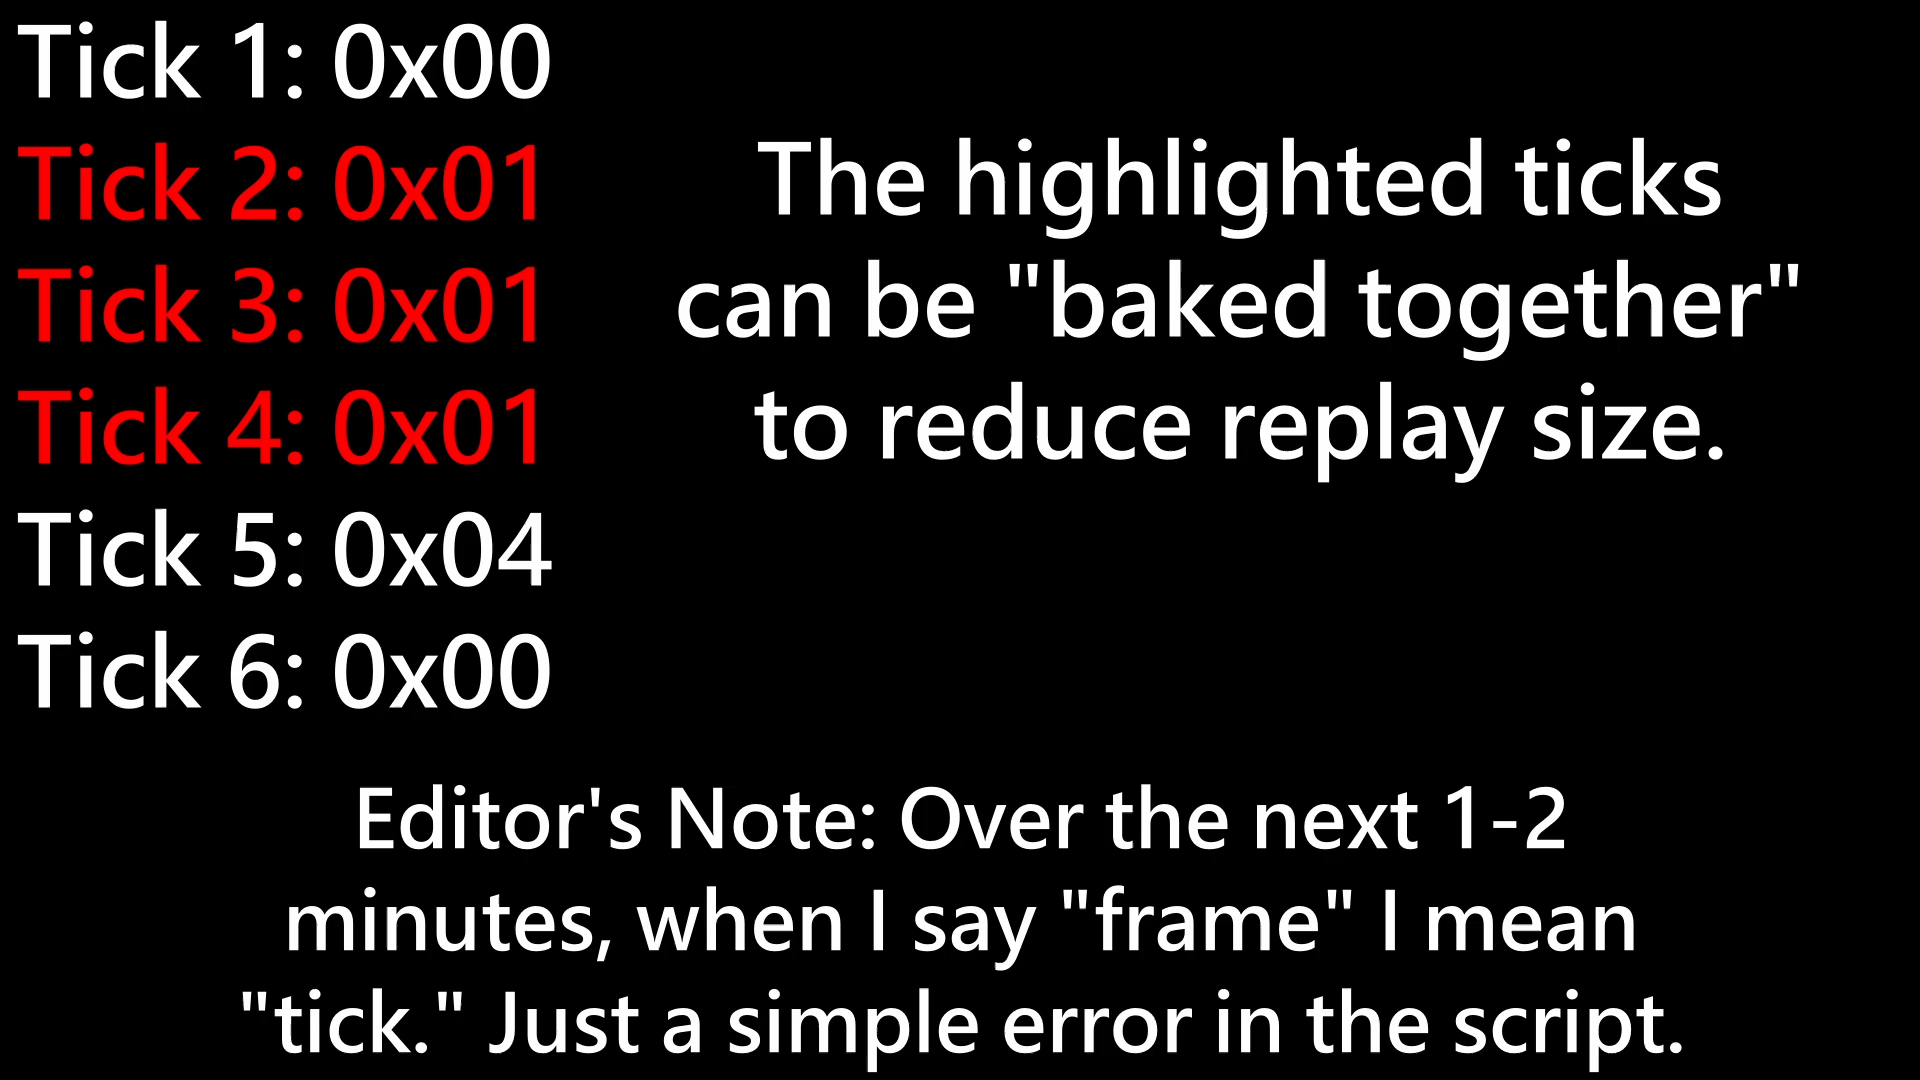 Tick 1: 0x00
Tick 2: 0x01
Tick 3: 0x01
Tick 4: 0x01
Tick 5: 0x04
Tick 6: 0x00
The highlighted ticks
can be "baked together"
to reduce replay size.
Editor's Note: Over the next 1-2
minutes, when I say "frame" I mean
"tick." Just a simple error in the script.